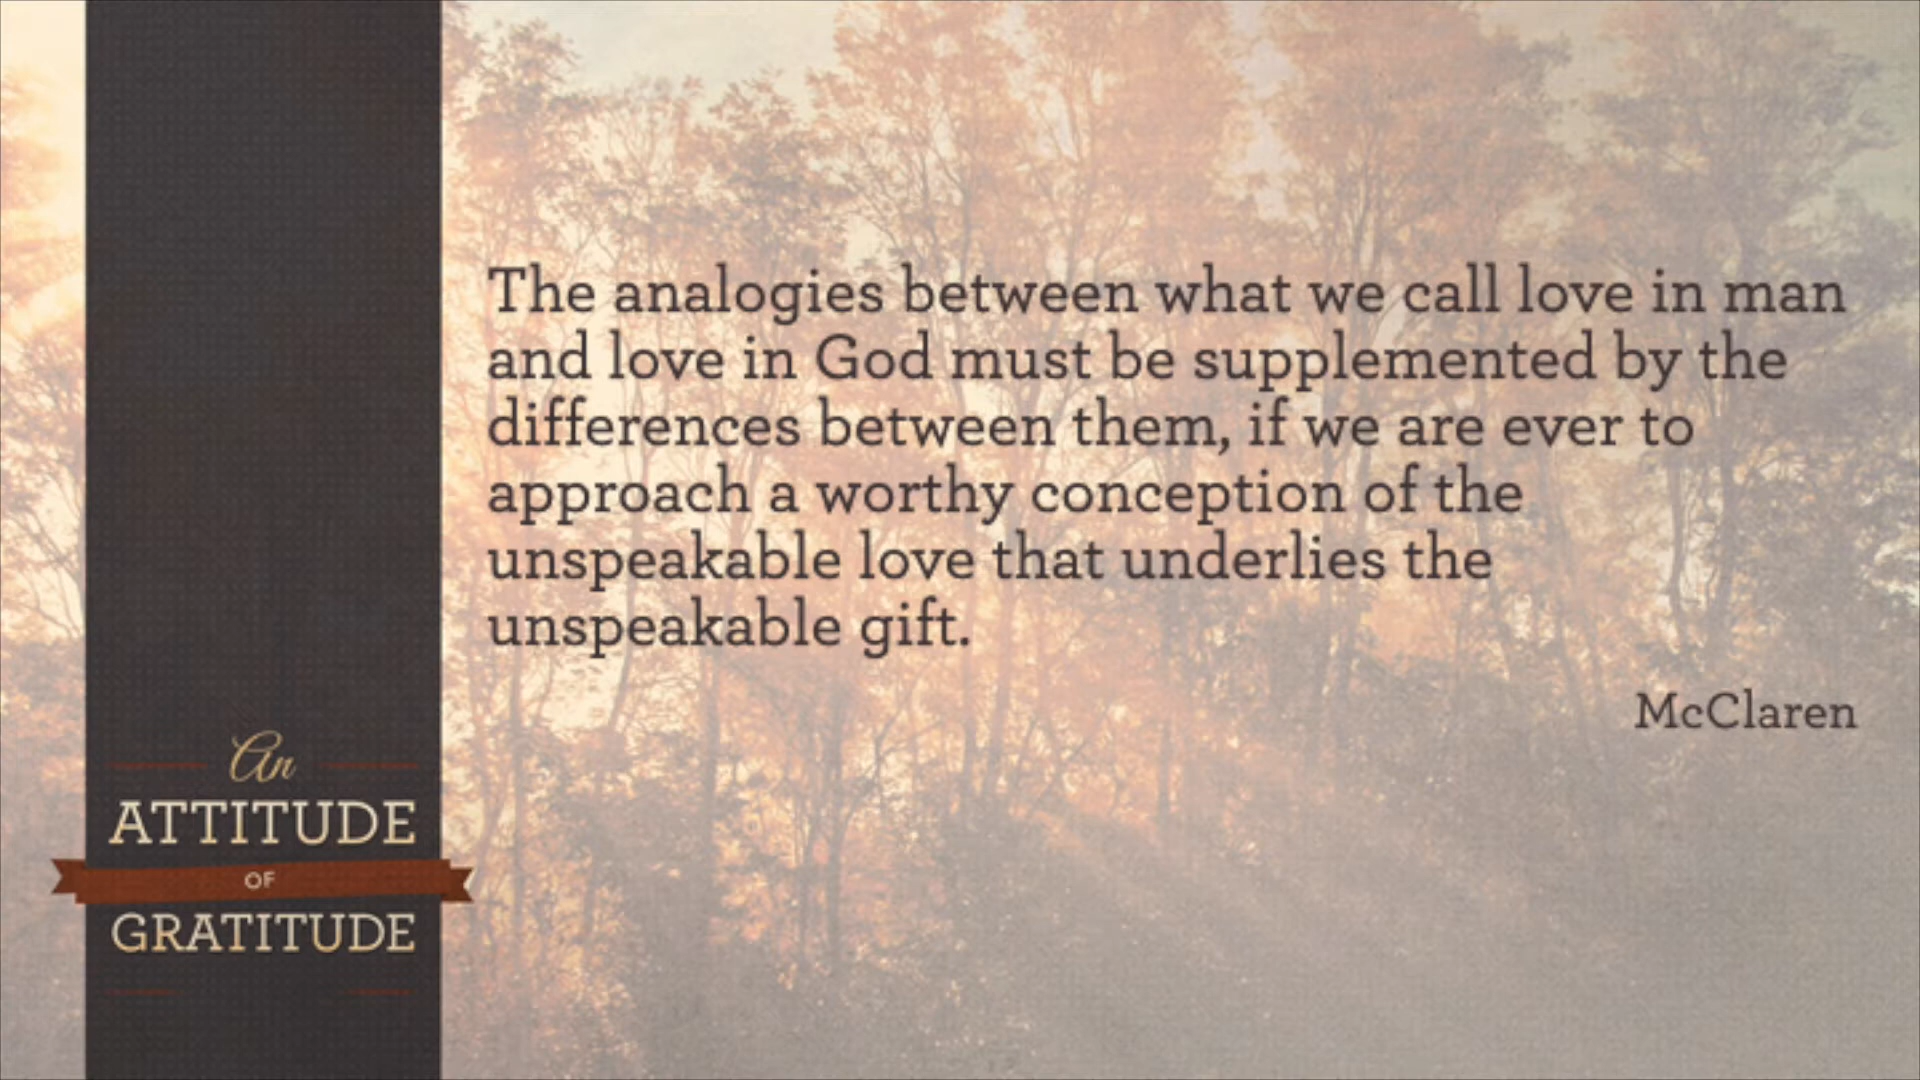 The analogies between what we call love in man
and love in God must be supplemented by the
differences between them, if we are ever to
approach a worthy conception of the
unspeakable love that underlies the
unspeakable gift.
McClaren
An
ATTITUDE
OF
GRATITUDE